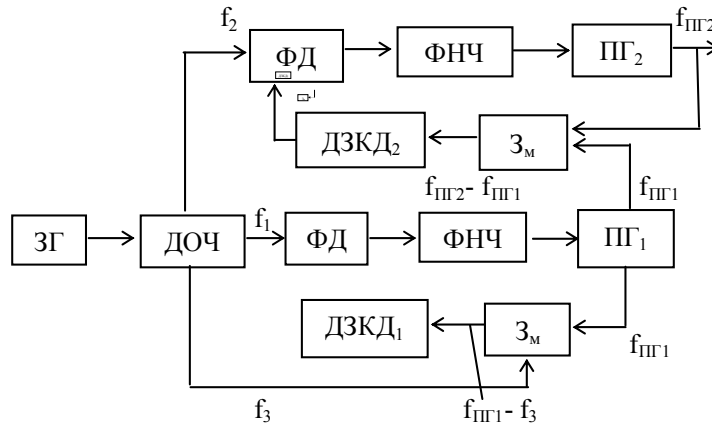 f₂
f_ПГ2
ФД
ФНЧ
ПГ₂
ДЗКД₂
З_м
f_ПГ2 - f_ПГ1
f_ПГ1
f₁
ЗГ
ДОЧ
ФД
ФНЧ
ПГ₁
ДЗКД₁
З_м
f_ПГ1
f₃
f_ПГ1 - f₃